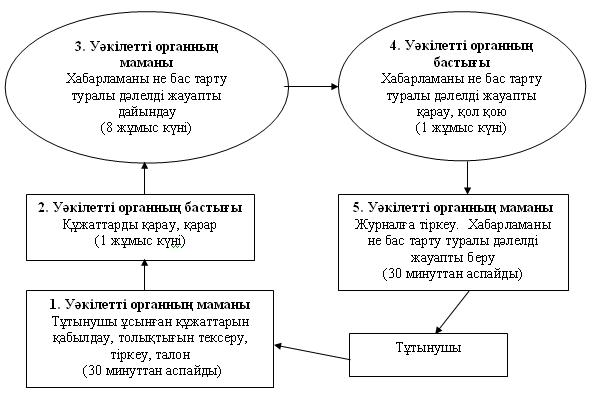 3. Уәкілетті органның
маманы
Хабарламаны не бас тарту
туралы дәлелді жауапты
дайындау
(8 жұмыс күні)
4. Уәкілетті органның
бастығы
Хабарламаны не бас тарту
туралы дәлелді жауапты
қарау, қол қою
(1 жұмыс күні)
2. Уәкілетті органның бастығы
Құжаттарды қарау, қарар
(1 жұмыс күні)
5. Уәкілетті органның маманы
Журналға тіркеу. Хабарламаны
не бас тарту туралы дәлелді
жауапты беру
(30 минуттан аспайды)
1. Уәкілетті органның маманы
Тұтынушы ұсынған құжаттарын
қабылдау, толықтығын тексеру,
тіркеу, талон
(30 минуттан аспайды)
Тұтынушы